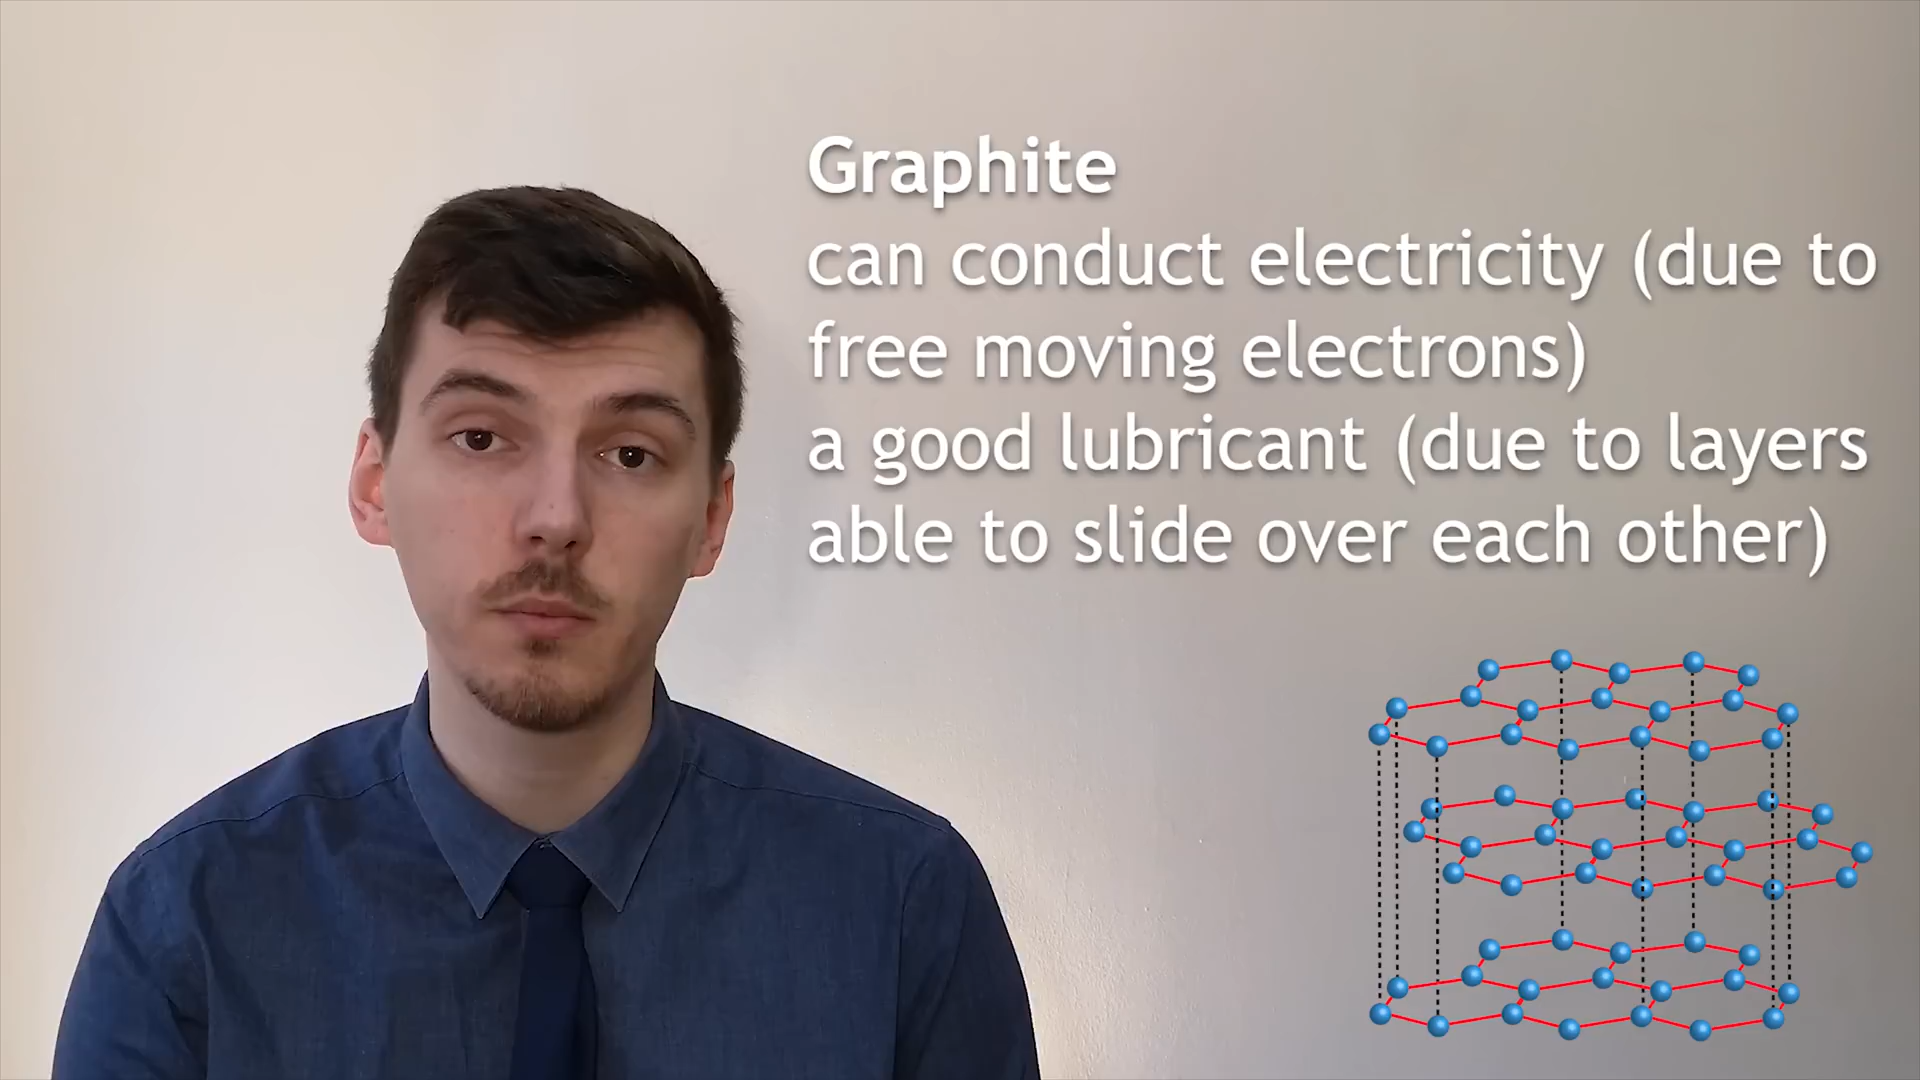 Graphite
can conduct electricity (due to
free moving electrons)
a good lubricant (due to layers
able to slide over each other)